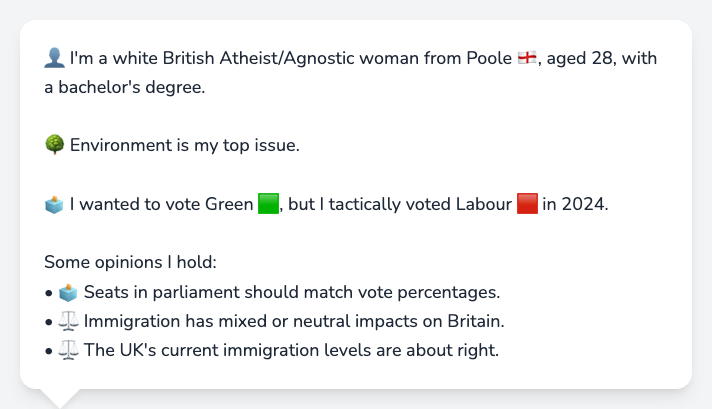 👤 I'm a white British Atheist/Agnostic woman from Poole 🏴󠁧󠁢󠁥󠁮󠁧󠁿, aged 28, with
a bachelor's degree.
🌳 Environment is my top issue.
🗳️ I wanted to vote Green 🟩, but I tactically voted Labour 🟥 in 2024.
Some opinions I hold:
• 🗳️ Seats in parliament should match vote percentages.
• ⚖️ Immigration has mixed or neutral impacts on Britain.
• ⚖️ The UK's current immigration levels are about right.